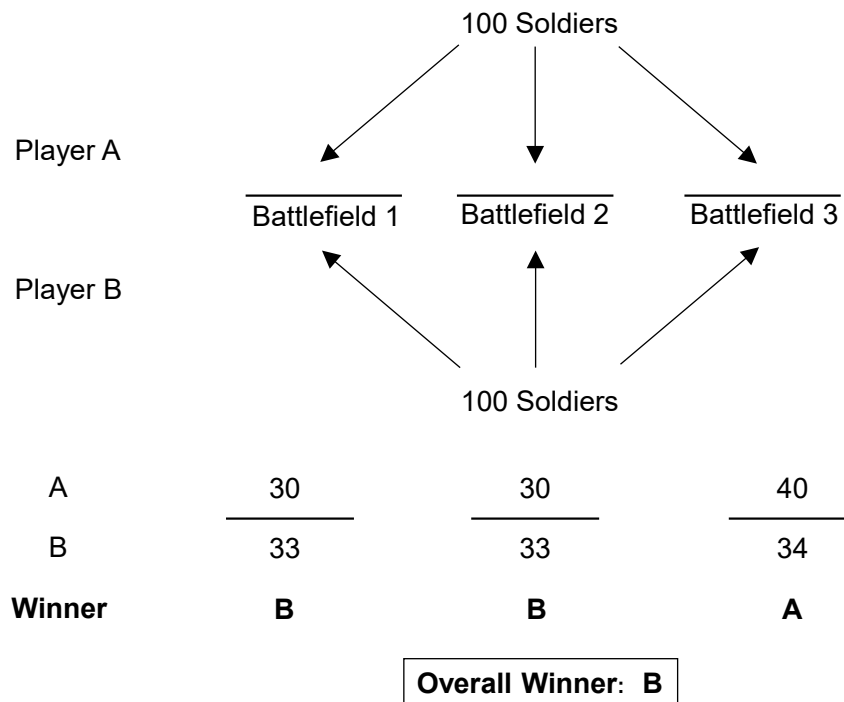 100 Soldiers
Player A
Battlefield 1 Battlefield 2 Battlefield 3
Player B
100 Soldiers
A 30 30 40
B 33 33 34
Winner B B A
Overall Winner: B